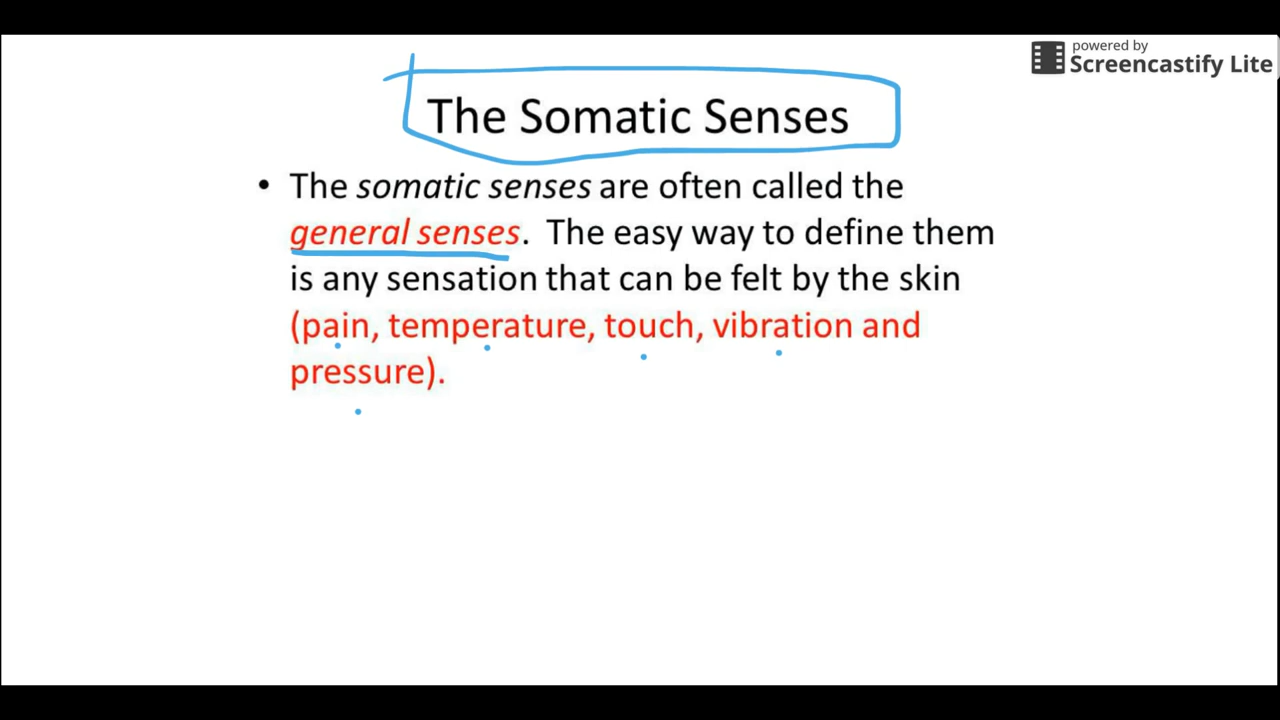 powered by
Screencastify Lite
The Somatic Senses
• The somatic senses are often called the
general senses. The easy way to define them
is any sensation that can be felt by the skin
(pain, temperature, touch, vibration and
pressure).